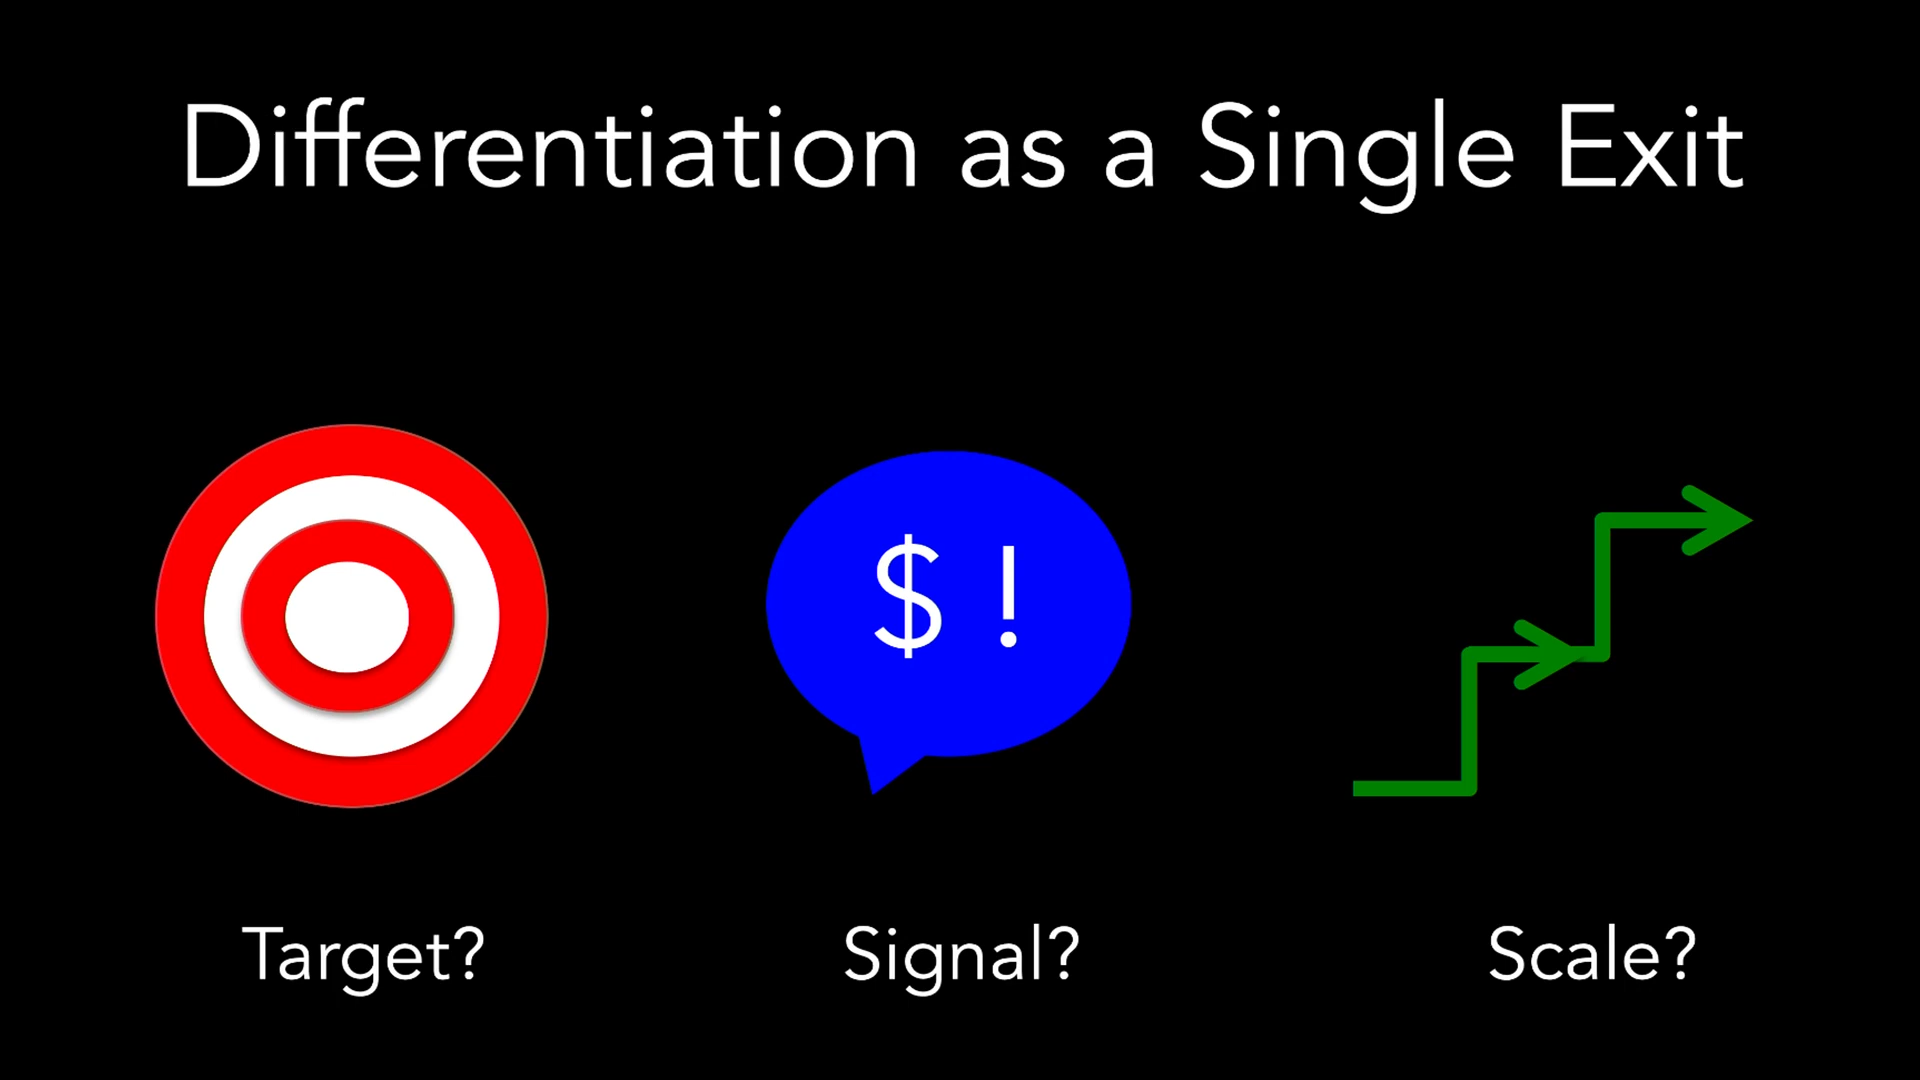 Differentiation as a Single Exit
$ !
Target?
Signal?
Scale?